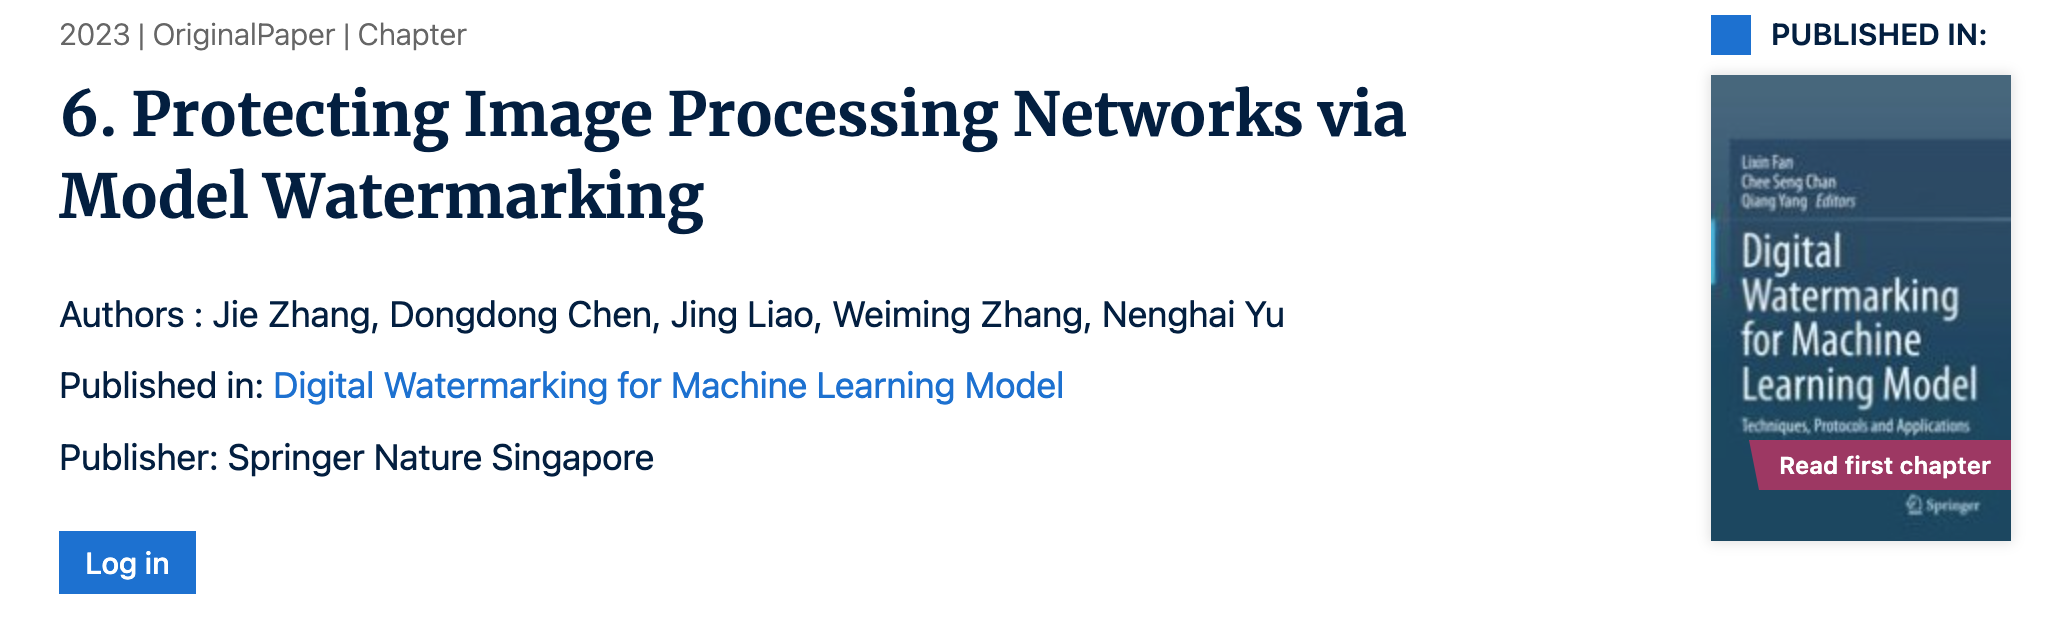 2023 | OriginalPaper | Chapter
6. Protecting Image Processing Networks via
Model Watermarking
Authors : Jie Zhang, Dongdong Chen, Jing Liao, Weiming Zhang, Nenghai Yu
Published in: Digital Watermarking for Machine Learning Model
Publisher: Springer Nature Singapore
Log in
PUBLISHED IN:
Lixin Fan
Chee Seng Chan
Qiang Yang Editors
Digital
Watermarking
for Machine
Learning Model
Techniques, Protocols and Applications
Read first chapter
Springer